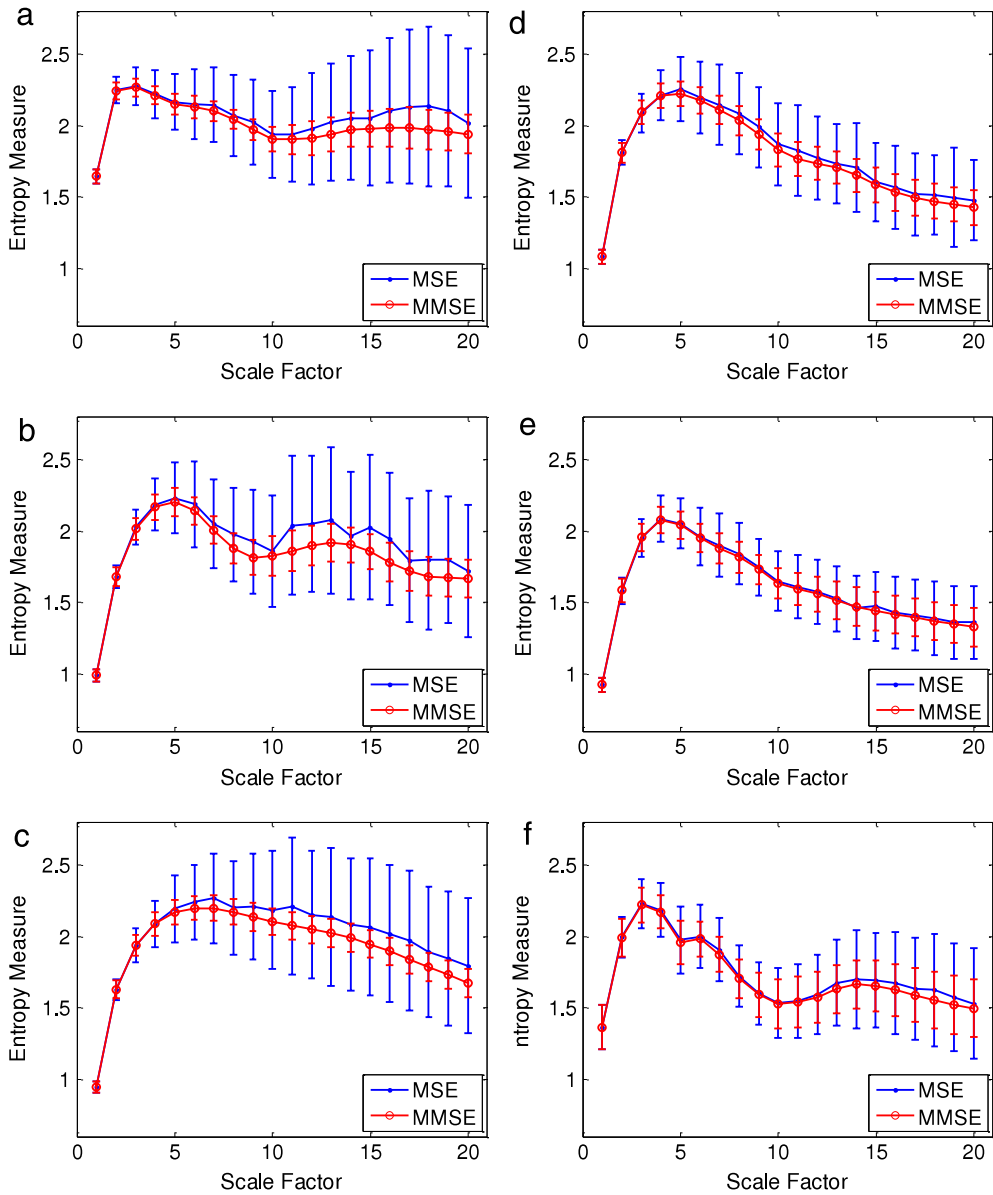 a
2.5
2
1.5
1
Entropy Measure
MSE
MMSE
0 5 10 15 20
Scale Factor
d
2.5
2
1.5
1
Entropy Measure
MSE
MMSE
0 5 10 15 20
Scale Factor
b
2.5
2
1.5
1
Entropy Measure
MSE
MMSE
0 5 10 15 20
Scale Factor
e
2.5
2
1.5
1
Entropy Measure
MSE
MMSE
0 5 10 15 20
Scale Factor
c
2.5
2
1.5
1
Entropy Measure
MSE
MMSE
0 5 10 15 20
Scale Factor
f
2.5
2
1.5
1
ntropy Measure
MSE
MMSE
0 5 10 15 20
Scale Factor